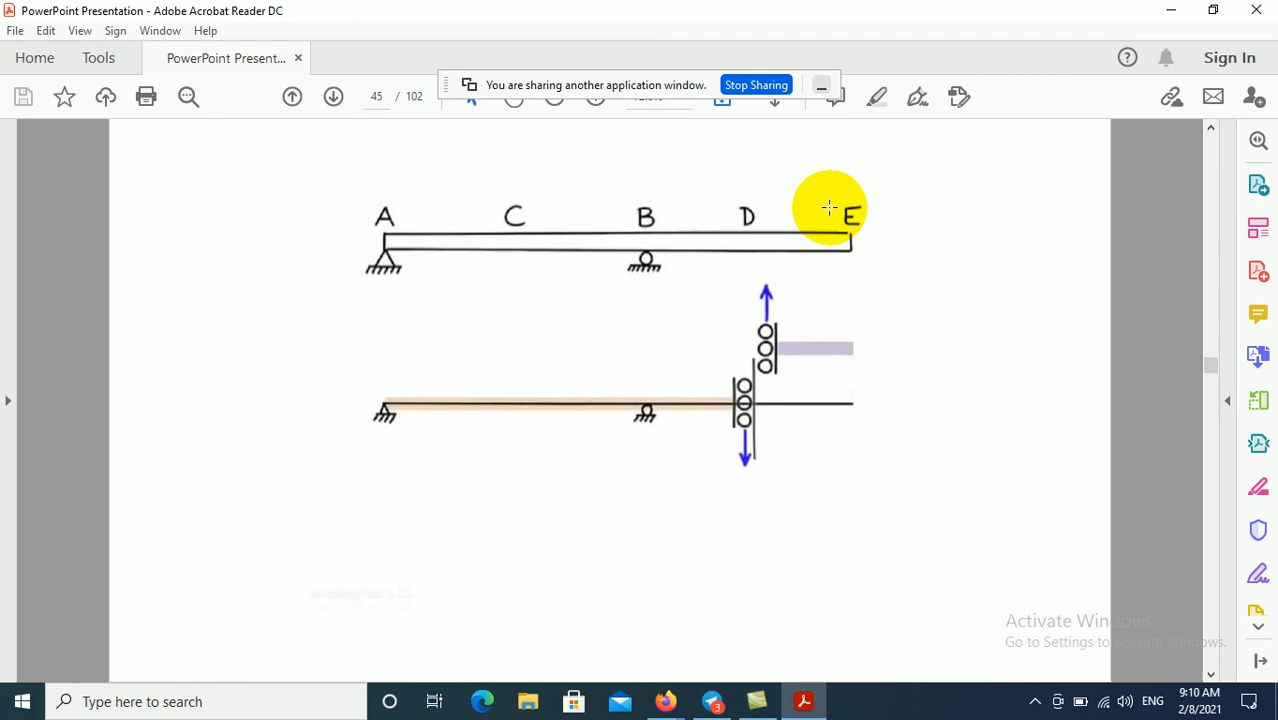 PowerPoint Presentation - Adobe Acrobat Reader DC
File Edit View Sign Window Help
Home Tools PowerPoint Present... × Sign In
You are sharing another application window. Stop Sharing
45 / 102
A C B D E
Activate Windows
Go to Settings to activate Windows.
Type here to search
3
ENG
9:10 AM
2/8/2021